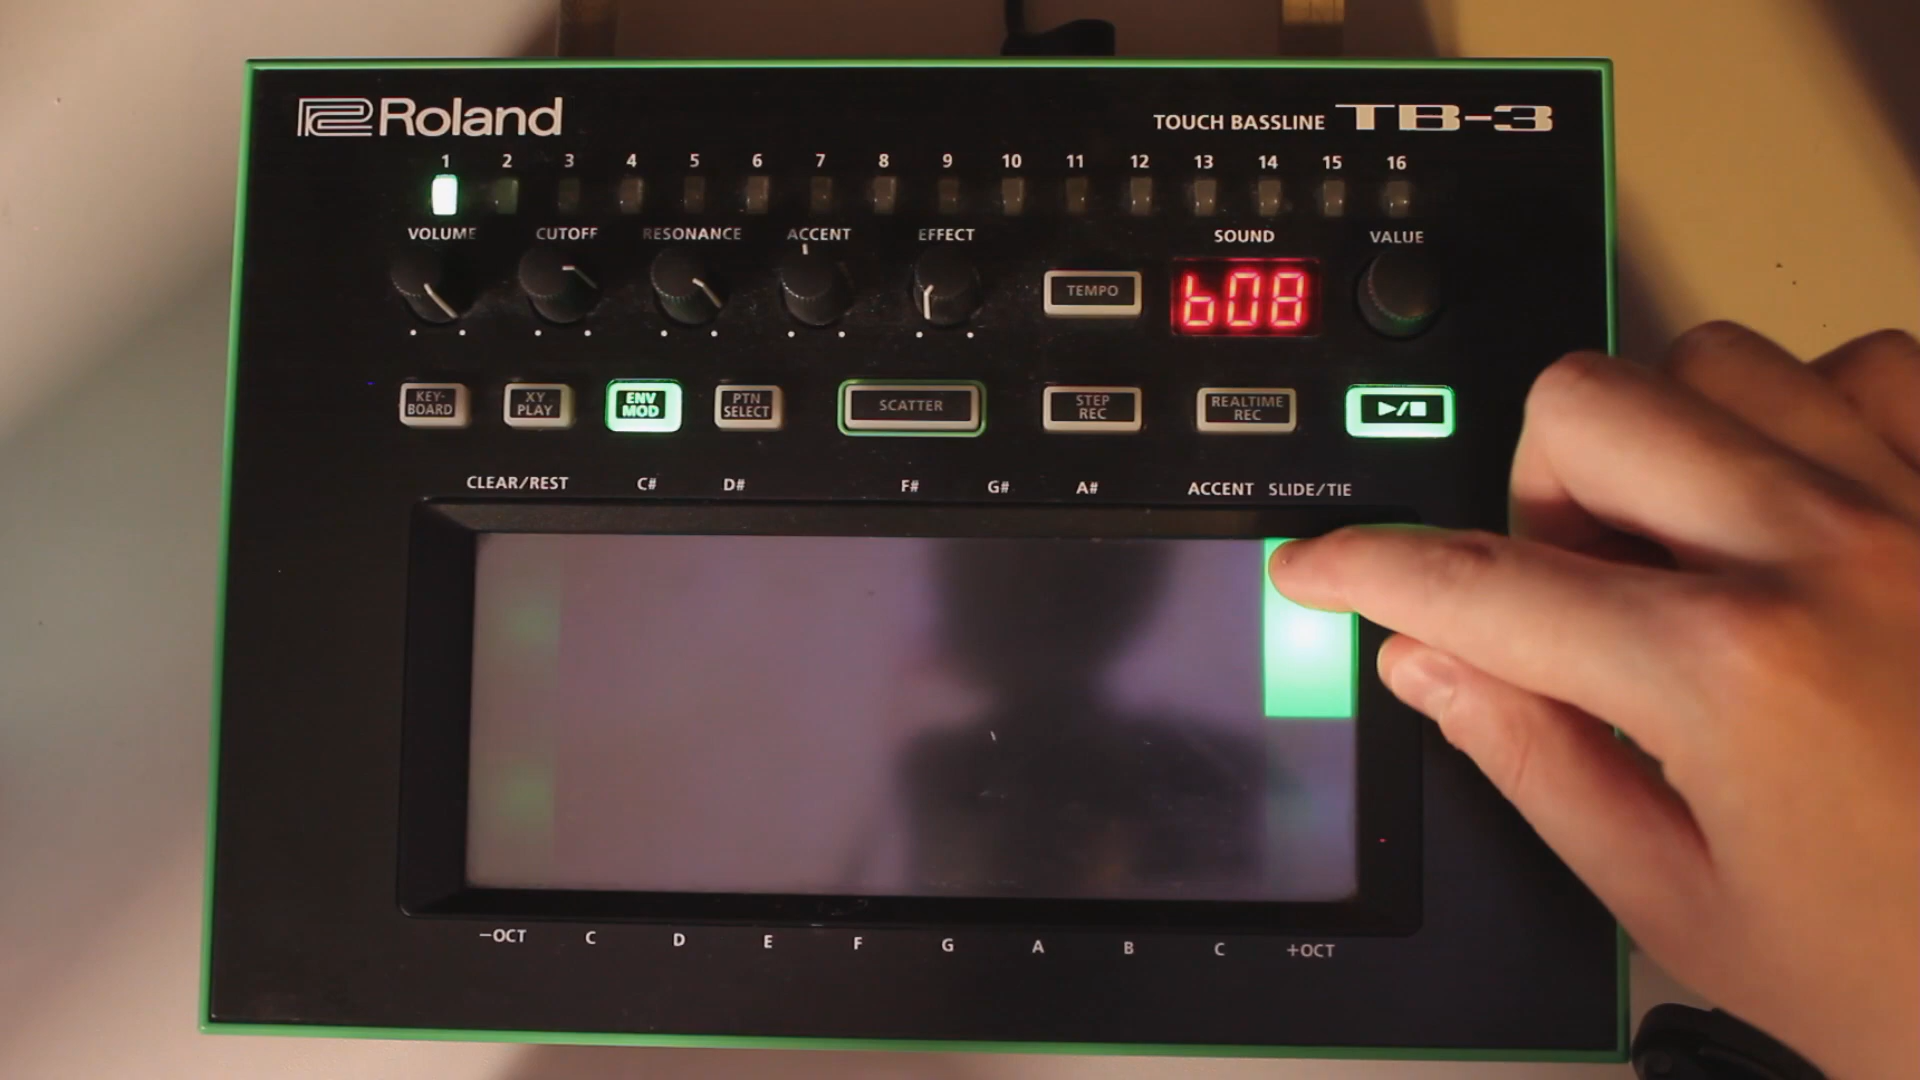 Roland
TOUCH BASSLINE TB-3
1 2 3 4 5 6 7 8 9 10 11 12 13 14 15 16
VOLUME CUTOFF RESONANCE ACCENT EFFECT SOUND VALUE
TEMPO b08
KEY-
BOARD
XY
PLAY
ENV
MOD
PTN
SELECT
SCATTER
STEP
REC
REALTIME
REC
CLEAR/REST C# D# F# G# A# ACCENT SLIDE/TIE
-OCT C D E F G A B C +OCT